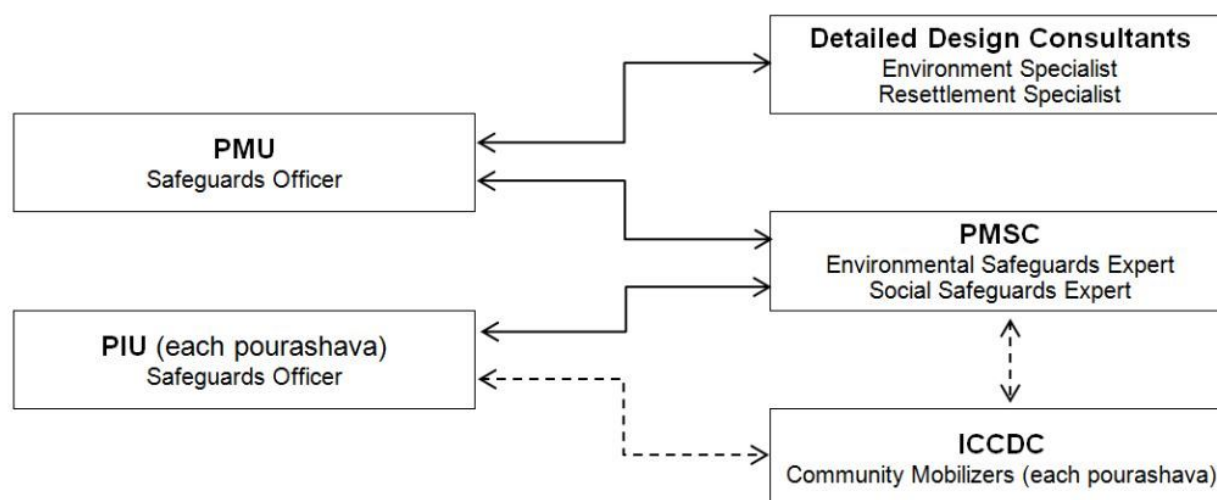 Detailed Design Consultants
Environment Specialist
Resettlement Specialist
PMU
Safeguards Officer
PMSC
Environmental Safeguards Expert
Social Safeguards Expert
PIU (each pourashava)
Safeguards Officer
ICCDC
Community Mobilizers (each pourashava)